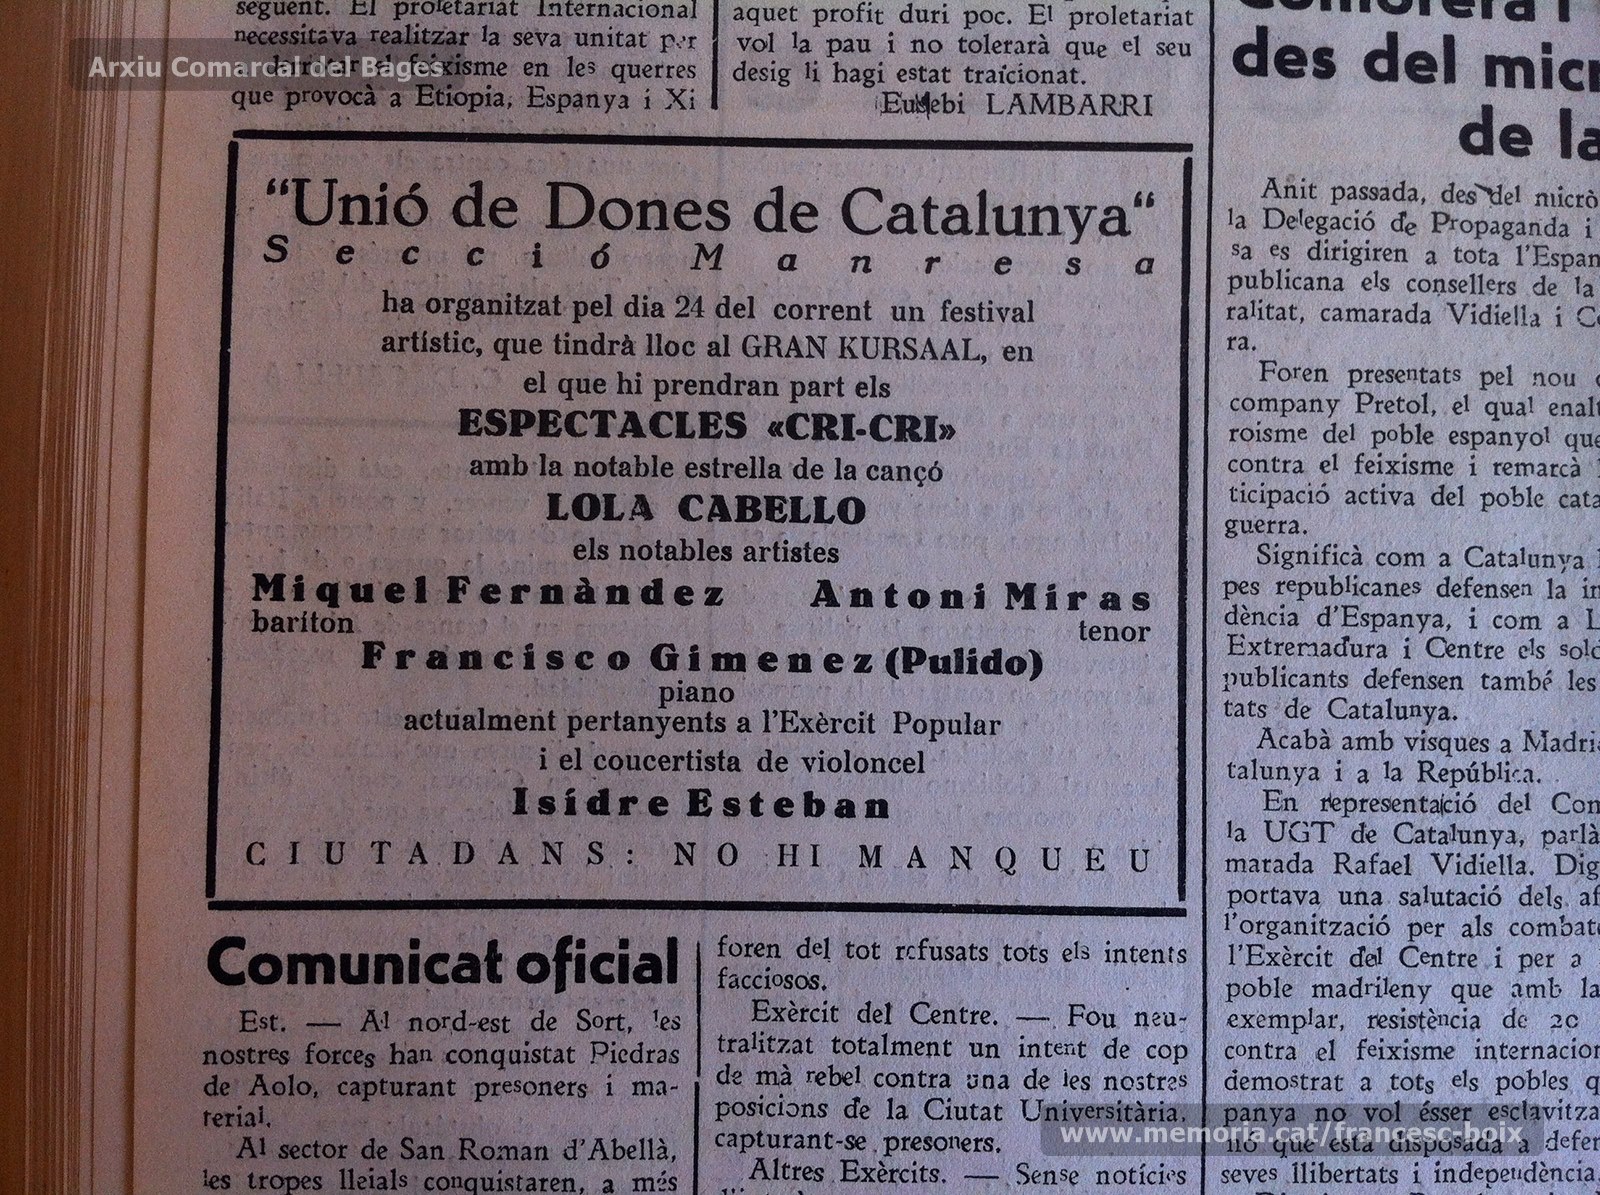 Arxiu Comarcal del Bages
següent. El proletariat Internacional
necessitava realitzar la seva unitat per
feixisme en les querres
que provocà a Etiopia, Espanya i Xi
aquet profit duri poc. El proletariat
vol la pau i no tolerarà que el seu
desig li hagi estat traícionat.
Eusebi LAMBARRI
"Unió de Dones de Catalunya"
Secció Manresa
ha organitzat pel dia 24 del corrent un festival
artístic, que tindrà lloc al GRAN KURSAAL, en
el que hi prendran part els
ESPECTACLES «CRI-CRI»
amb la notable estrella de la cançó
LOLA CABELLO
els notables artistes
Miquel Fernàndez Antoni Miras
baríton tenor
Francisco Gimenez (Pulido)
piano
actualment pertanyents a l'Exèrcit Popular
i el coucertista de violoncel
Isídre Esteban
CIUTADANS: NO HI MANQUEU
Comunicat oficial
Est. — Al nord-est de Sort, les
nostres forces han conquistat Piedras
de Aolo, capturant presoners i ma-
terial.
Al sector de San Roman d'Abellà,
les tropes lleials conquistaren, a més
foren del tot refusats tots els intents
facciosos.
Exèrcit del Centre. — Fou neu-
tralitzat totalment un intent de cop
de mà rebel contra una de les nostres
posicions de la Ciutat Universitària,
capturant-se presoners.
Altres Exèrcits. — Sense notícies
des del micr
de la
Anit passada, des del micrò
la Delegació de Propaganda i
sa es dirigiren a tota l'Espan
publicana els consellers de la
ralitat, camarada Vidiella i Co
ra.
Foren presentats pel nou
company Pretol, el qual enalt
roisme del poble espanyol que
contra el feixisme i remarcà
ticipació activa del poble cata
guerra.
Significà com a Catalunya
pes republicanes defensen la in
dència d'Espanya, i com a L
Extremadura i Centre els sold
publicants defensen també les
tats de Catalunya.
Acabà amb visques a Madri
talunya i a la República.
En representació del Com
la UGT de Catalunya, parlà
marada Rafael Vidiella. Dig
portava una salutació dels af
l'organització per als combate
l'Exèrcit del Centre i per a
poble madrileny que amb la
exemplar, resistència de 20
contra el feixisme internacion
demostrat a tots els pobles q
panya no vol ésser esclavitza
no que està disposada a defer
seves llibertats i independència.
www.memoria.cat/francesc-boix